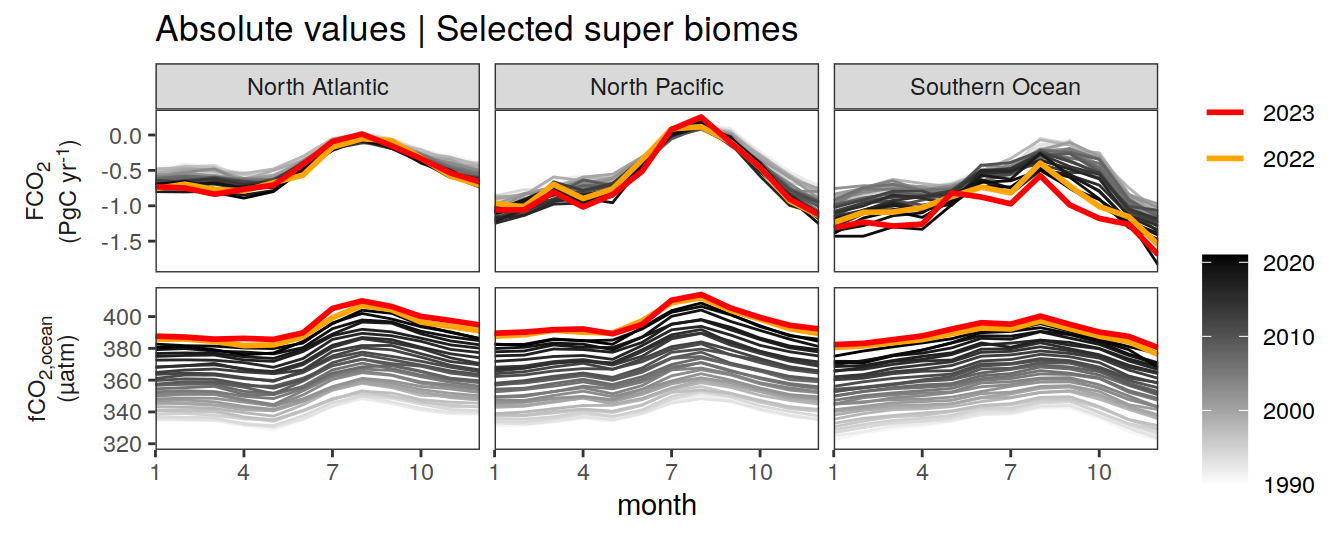 Absolute values | Selected super biomes
North Atlantic North Pacific Southern Ocean
FCO₂
(PgC yr⁻¹)
0.0
-0.5
-1.0
-1.5
fCO₂,ocean
(µatm)
400
380
360
340
320
1 4 7 10 1 4 7 10 1 4 7 10
month
2023
2022
2020
2010
2000
1990